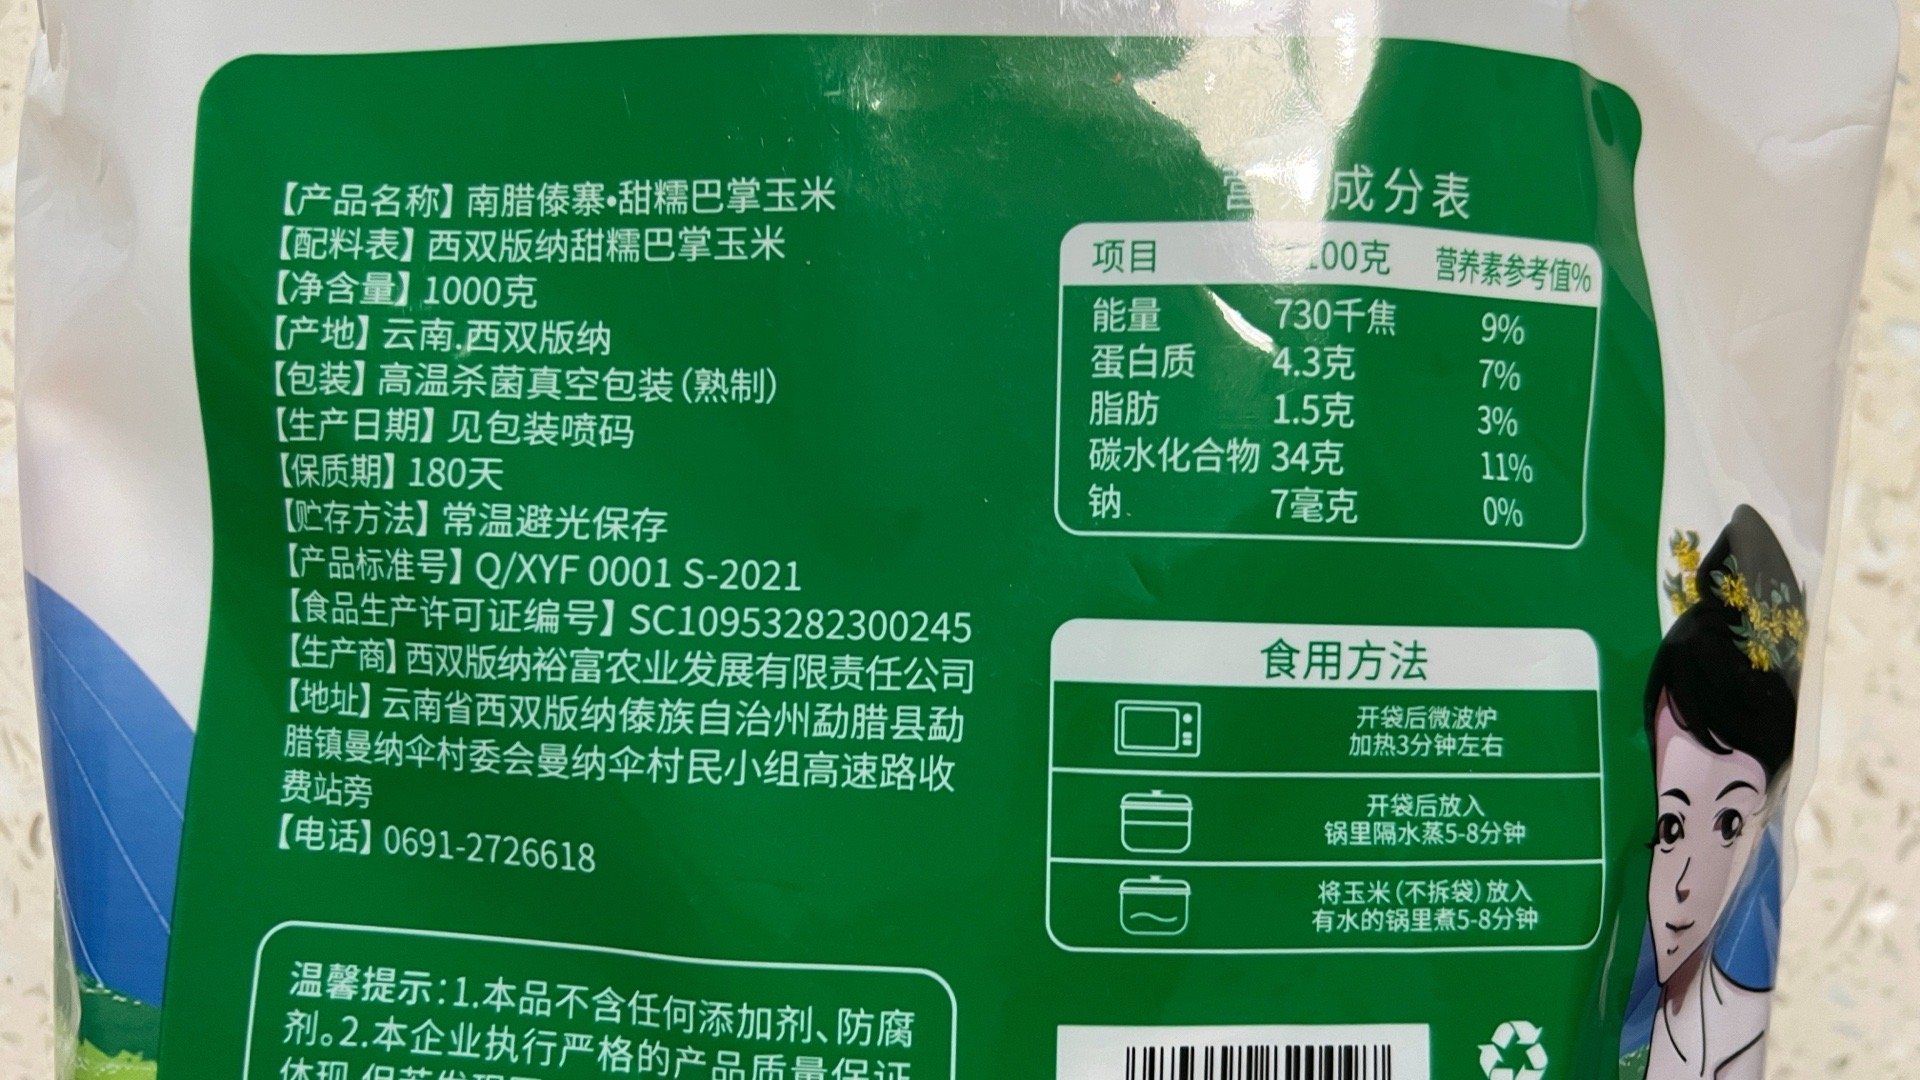 【产品名称】南腊傣寨•甜糯巴掌玉米
【配料表】西双版纳甜糯巴掌玉米
【净含量】1000克
【产地】云南.西双版纳
【包装】高温杀菌真空包装(熟制)
【生产日期】见包装喷码
【保质期】180天
【贮存方法】常温避光保存
【产品标准号】Q/XYF 0001 S-2021
【食品生产许可证编号】SC10953282300245
【生产商】西双版纳裕富农业发展有限责任公司
【地址】云南省西双版纳傣族自治州勐腊县勐
腊镇曼纳伞村委会曼纳伞村民小组高速路收
费站旁
【电话】0691-2726618
温馨提示:1.本品不含任何添加剂、防腐
剂。2.本企业执行严格的产品质量保证
成分表
项目 100克 营养素参考值%
能量 730千焦 9%
蛋白质 4.3克 7%
脂肪 1.5克 3%
碳水化合物 34克 11%
钠 7毫克 0%
食用方法
开袋后微波炉
加热3分钟左右
开袋后放入
锅里隔水蒸5-8分钟
将玉米(不拆袋)放入
有水的锅里煮5-8分钟